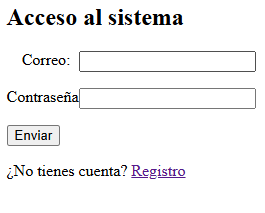 Acceso al sistema
Correo:
Contraseña
Enviar
¿No tienes cuenta? Registro